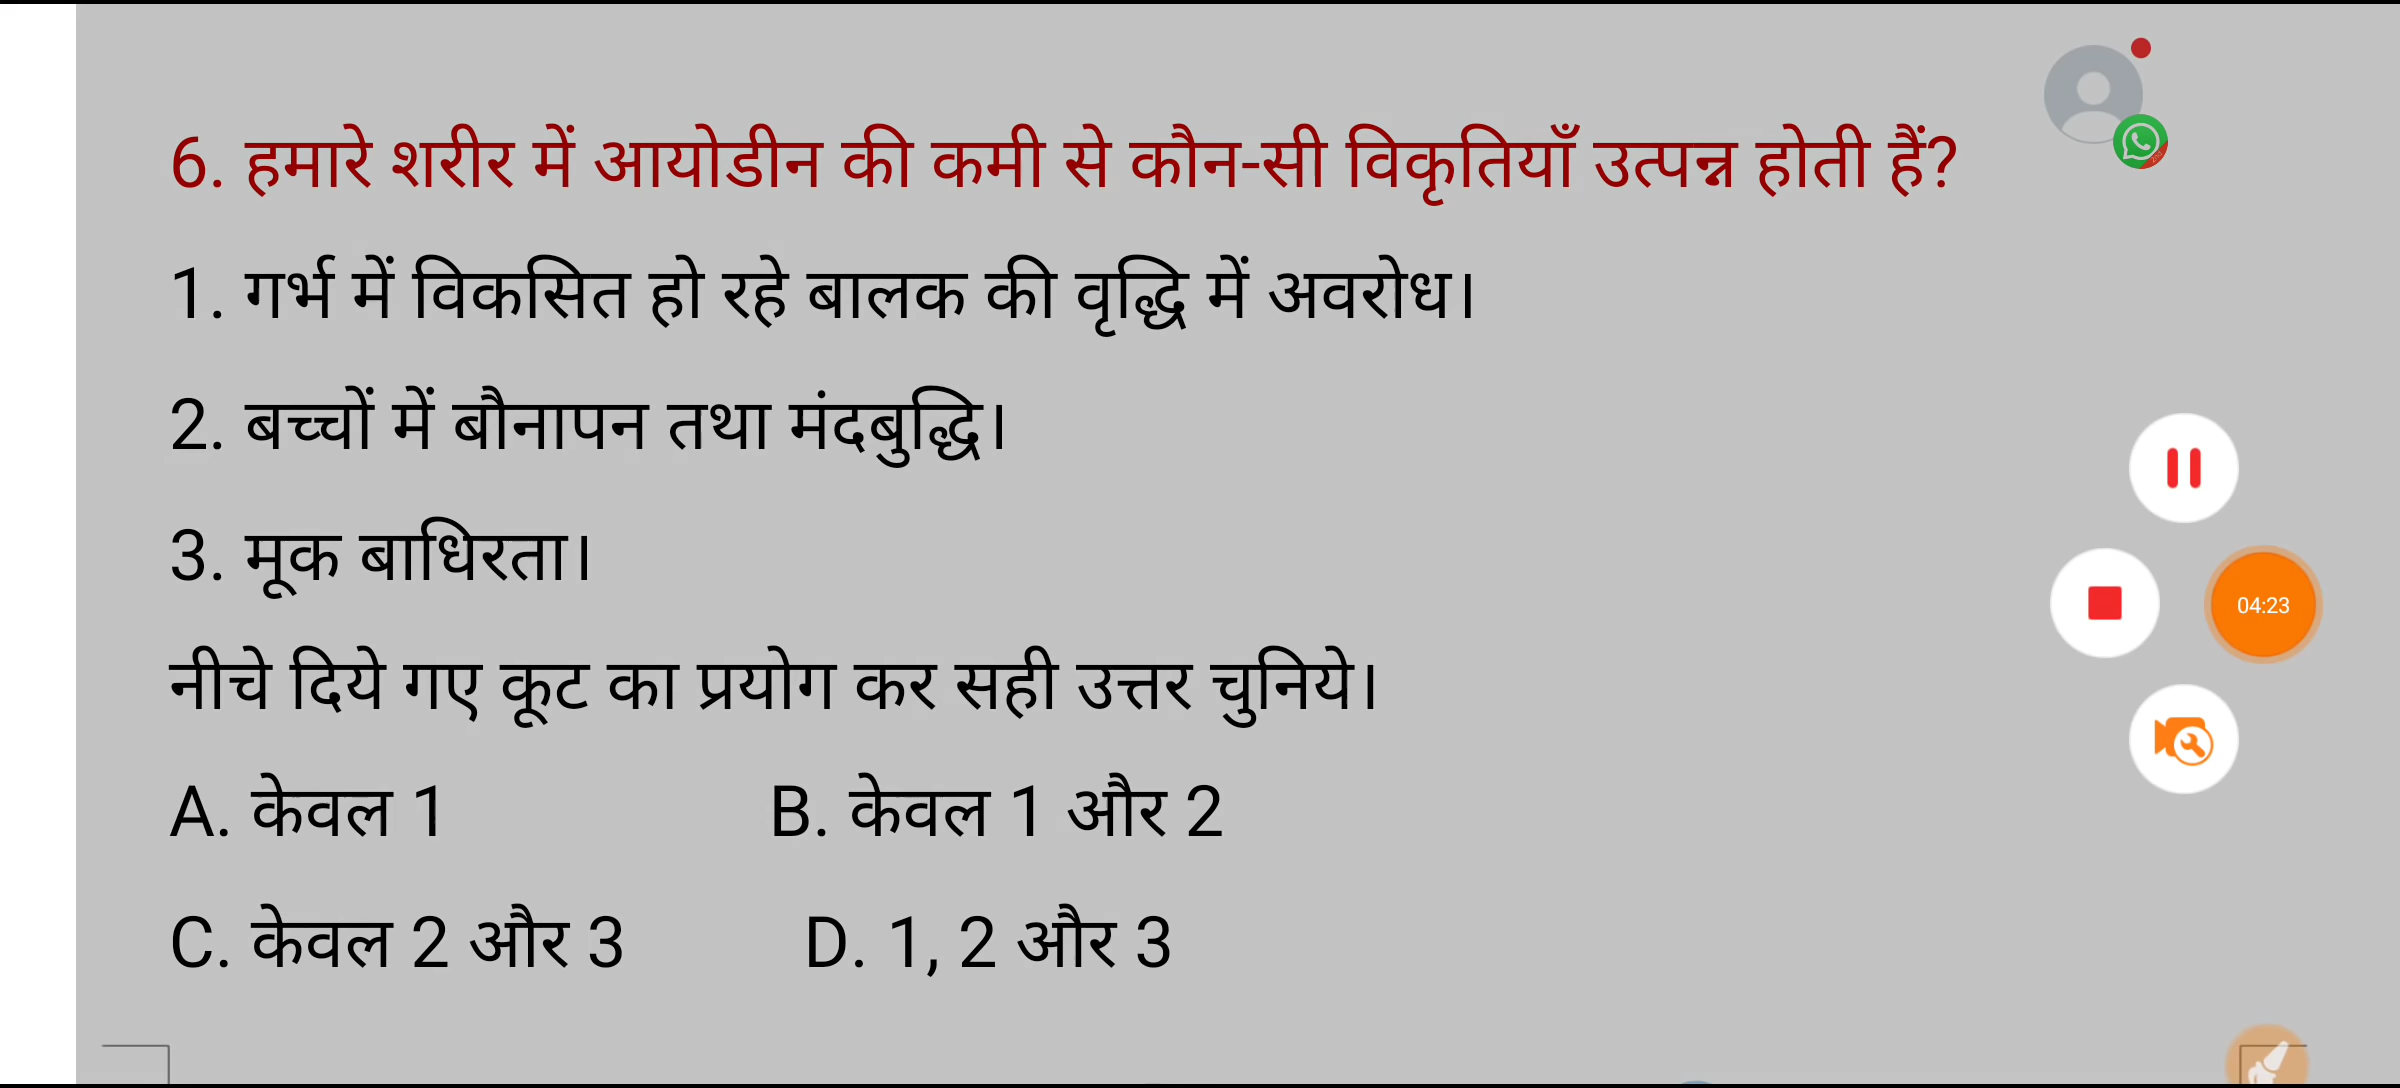 6. हमारे शरीर में आयोडीन की कमी से कौन-सी विकृतियाँ उत्पन्न होती हैं?
1. गर्भ में विकसित हो रहे बालक की वृद्धि में अवरोध।
2. बच्चों में बौनापन तथा मंदबुद्धि।
3. मूक बाधिरता।
04:23
नीचे दिये गए कूट का प्रयोग कर सही उत्तर चुनिये।
A. केवल 1 B. केवल 1 और 2
C. केवल 2 और 3 D. 1, 2 और 3